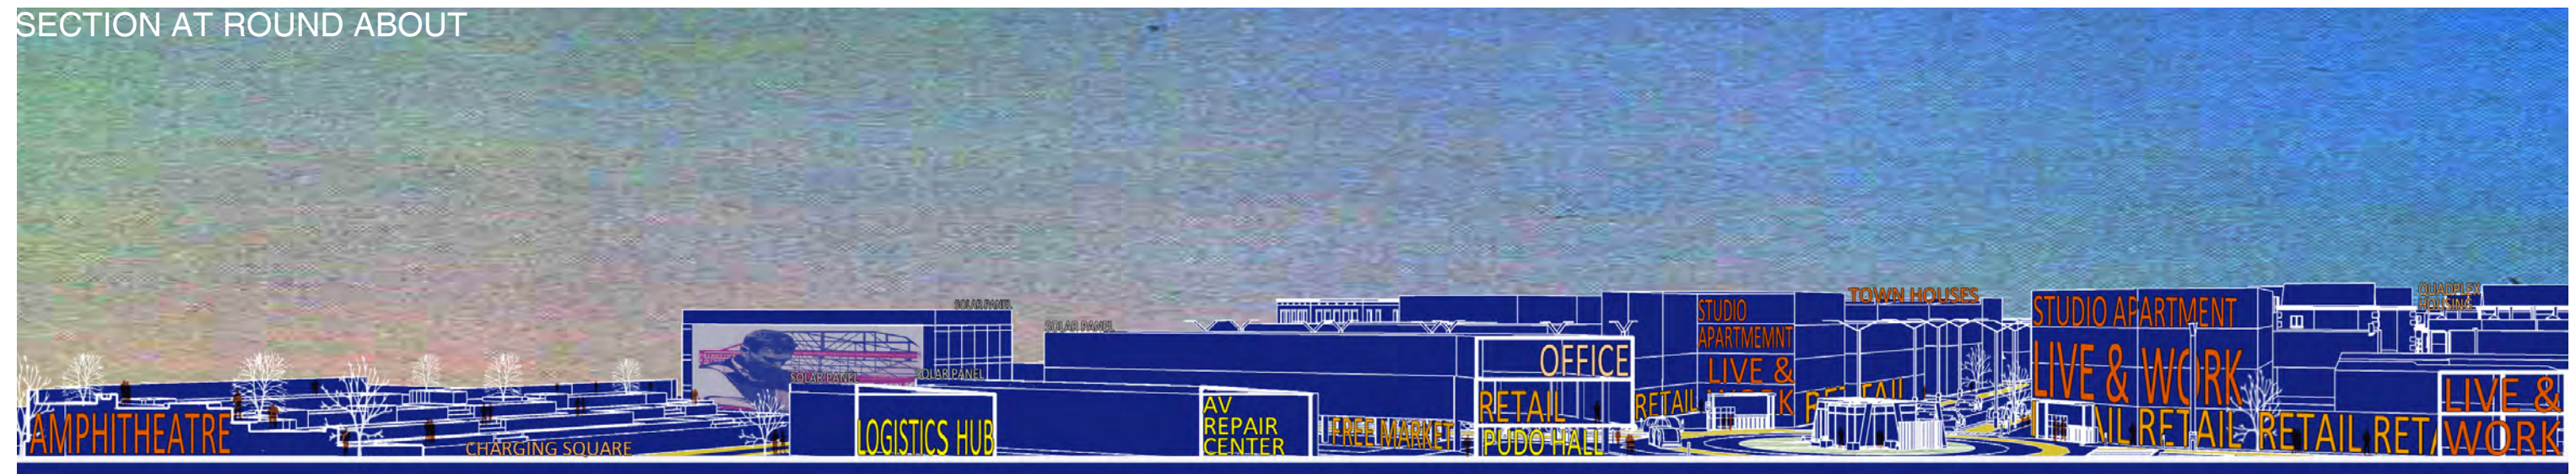 SECTION AT ROUND ABOUT
AMPHITHEATRE
CHARGING SQUARE
SOLAR PANEL
SOLAR PANEL
SOLAR PANEL
SOLAR PANEL
LOGISTICS HUB
AV
REPAIR
CENTER
FREE MARKET
OFFICE
RETAIL
PUDO HALL
STUDIO
APARTMEMNT
LIVE &
RETAIL
RETAIL
TOWN HOUSES
STUDIO APARTMENT
LIVE & WORK
RETAIL RETAIL
QUADPLEX
HOUSING
LIVE &
WORK